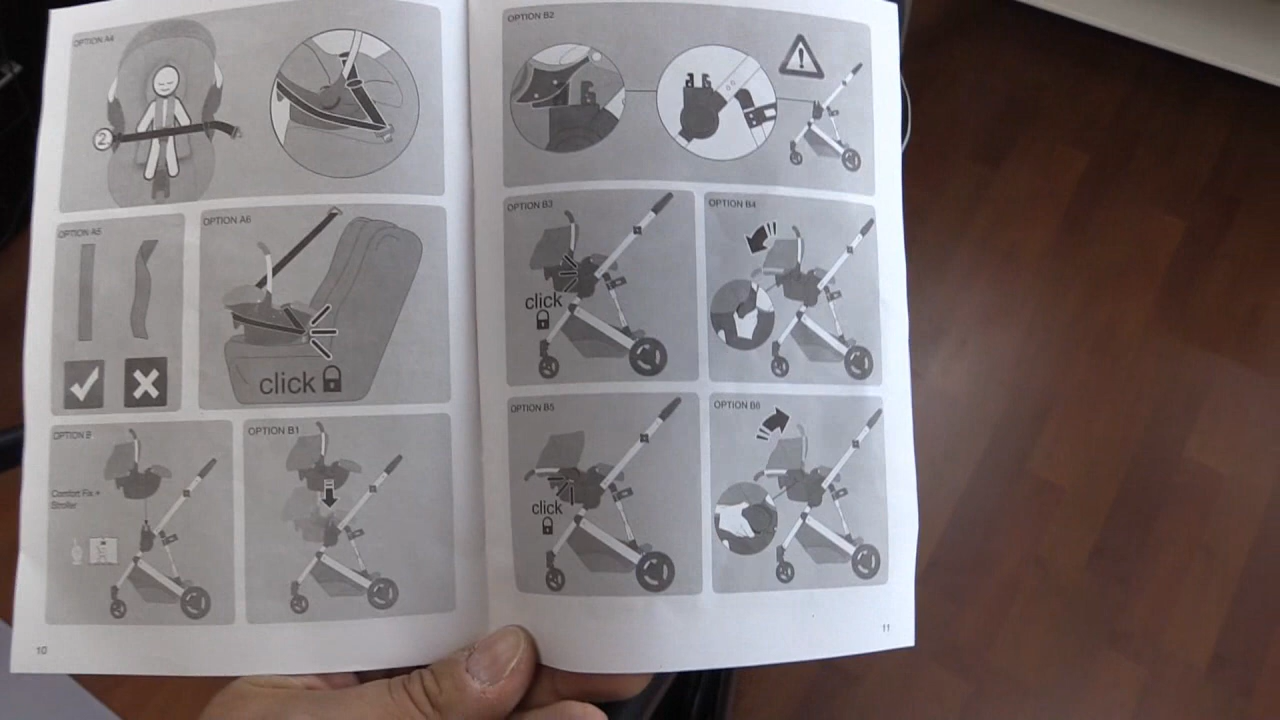 OPTION A4
2
OPTION A5
OPTION A6
click
OPTION B
Comfort Fix +
Stroller
OPTION B1
10
OPTION B2
OPTION B3
click
OPTION B4
OPTION B5
click
OPTION B6
11